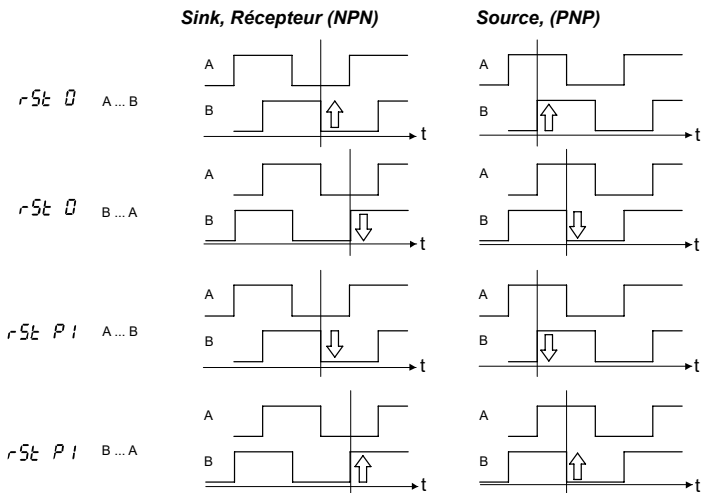 Sink, Récepteur (NPN) Source, (PNP)
A A
rSt 0 A ... B
B B
t t
A A
rSt 0 B ... A
B B
t t
A A
rSt P1 A ... B
B B
t t
A A
rSt P1 B ... A
B B
t t